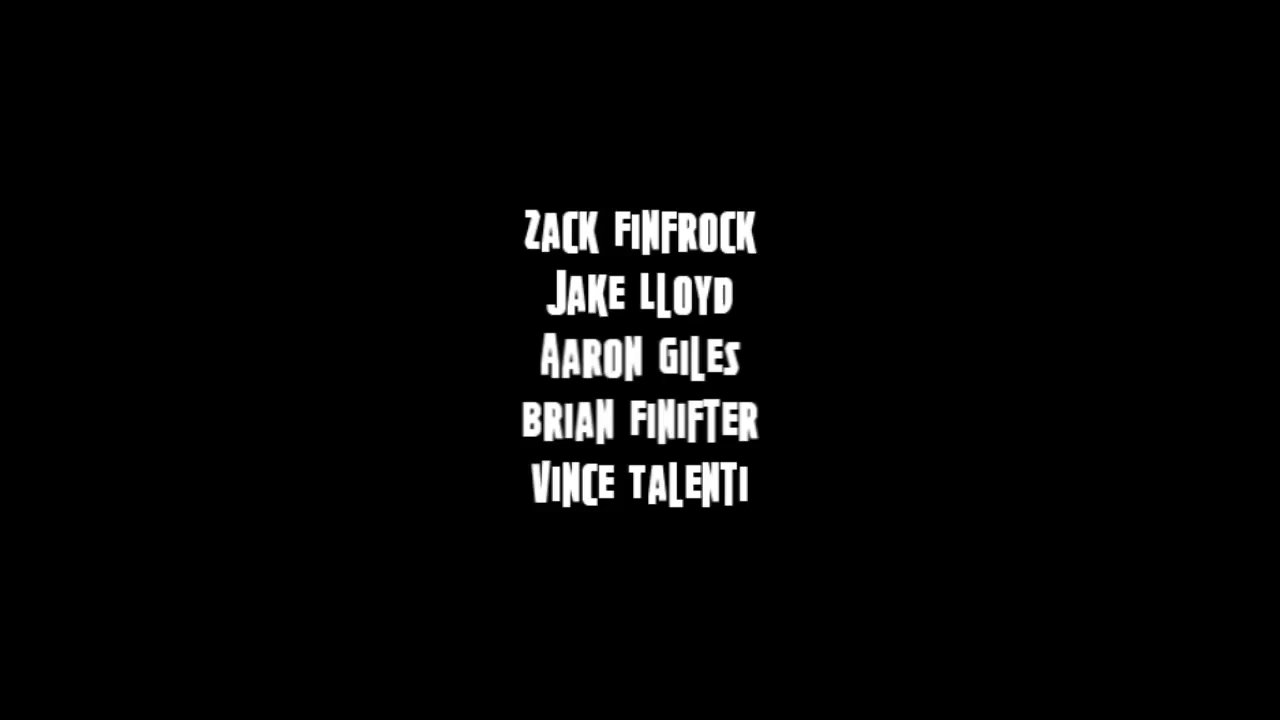 Zack Finfrock
Jake Lloyd
Aaron Giles
Brian Finifter
Vince Talenti